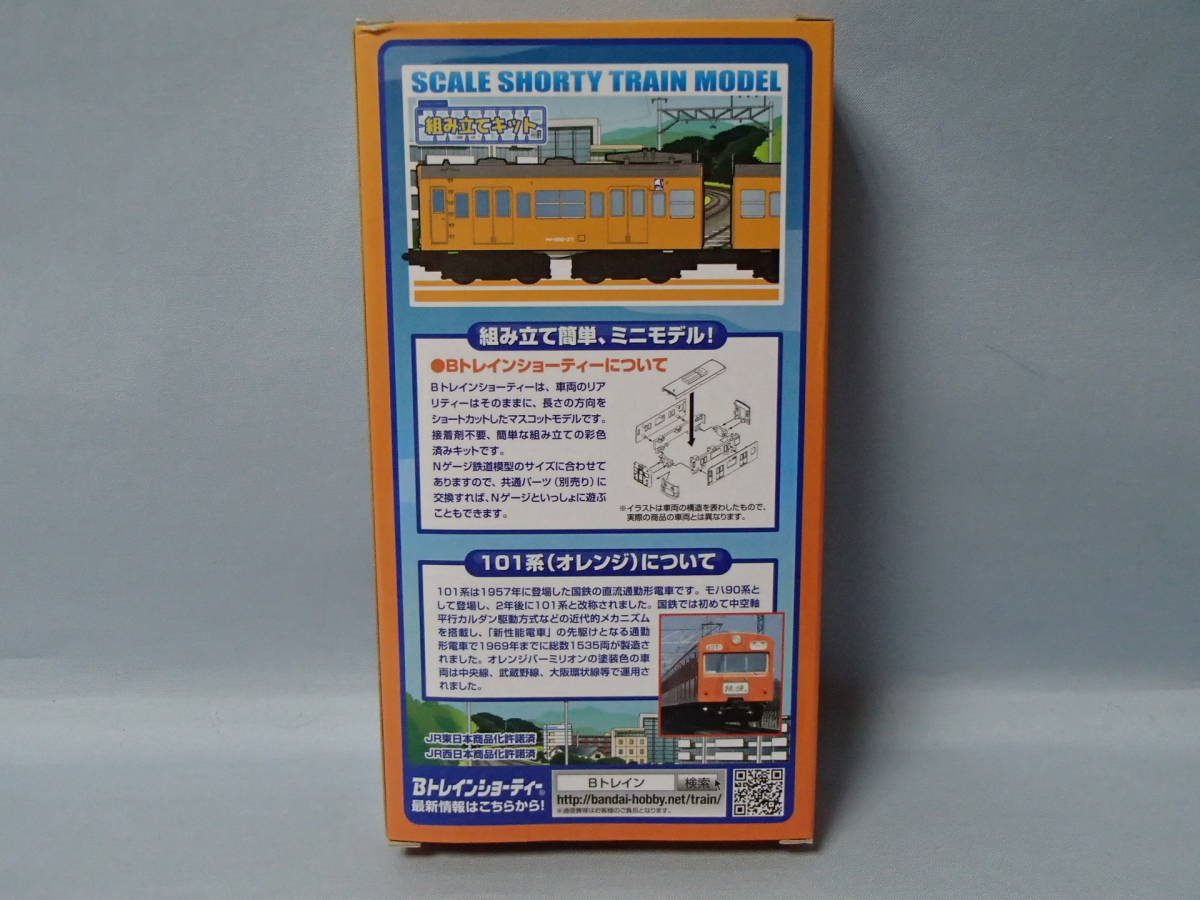 SCALE SHORTY TRAIN MODEL
組み立てキット
組み立て簡単、ミニモデル!
●Bトレインショーティーについて
Bトレインショーティーは、車両のリア
リティーはそのままに、長さの方向を
ショートカットしたマスコットモデルです。
接着剤不要、簡単な組み立ての彩色
済みキットです。
Nゲージ鉄道模型のサイズに合わせて
ありますので、共通パーツ(別売り)に
交換すれば、Nゲージといっしょに遊ぶ
こともできます。
※イラストは車両の構造を表わしたもので、
実際の商品の車両とは異なります。
101系(オレンジ)について
101系は1957年に登場した国鉄の直流通勤形電車です。モハ90系と
して登場し、2年後に101系と改称されました。国鉄では初めて中空軸
平行カルダン駆動方式などの近代的メカニズム
を搭載し、「新性能電車」の先駆けとなる通勤
形電車で1969年までに総数1535両が製造さ
れました。オレンジバーミリオンの塗装色の車
両は中央線、武蔵野線、大阪環状線等で運用さ
れました。
JR東日本商品化許諾済
JR西日本商品化許諾済
Bトレインショーティー®
最新情報はこちらから!
Bトレイン 検索
http://bandai-hobby.net/train/
※通信費等はお客様のご負担となります。